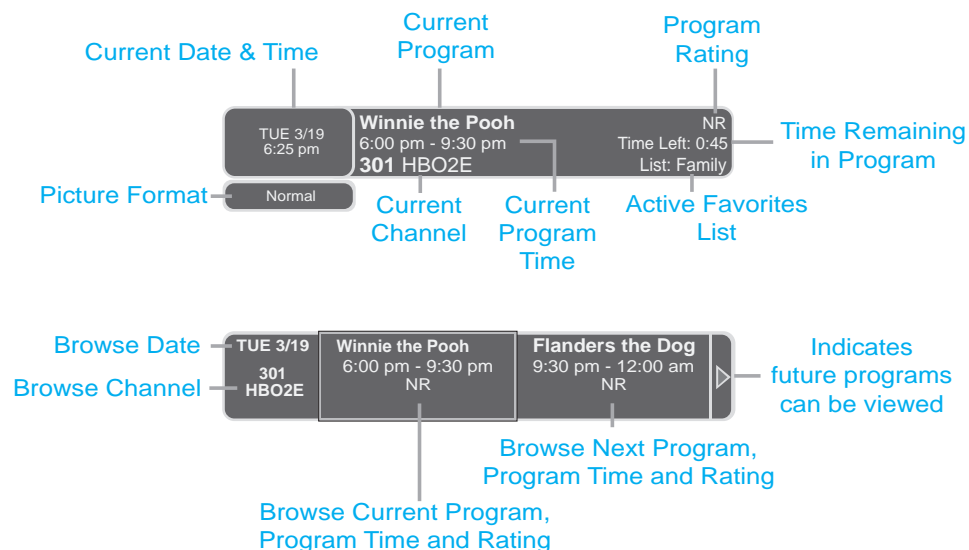 Current
Program
Program
Rating
Current Date & Time
TUE 3/19
6:25 pm
Winnie the Pooh
6:00 pm - 9:30 pm
301 HBO2E
NR
Time Left: 0:45
List: Family
Time Remaining
in Program
Picture Format
Normal
Current
Channel
Current
Program
Time
Active Favorites
List
Browse Date
Browse Channel
TUE 3/19
301
HBO2E
Winnie the Pooh
6:00 pm - 9:30 pm
NR
Flanders the Dog
9:30 pm - 12:00 am
NR
Indicates
future programs
can be viewed
Browse Next Program,
Program Time and Rating
Browse Current Program,
Program Time and Rating